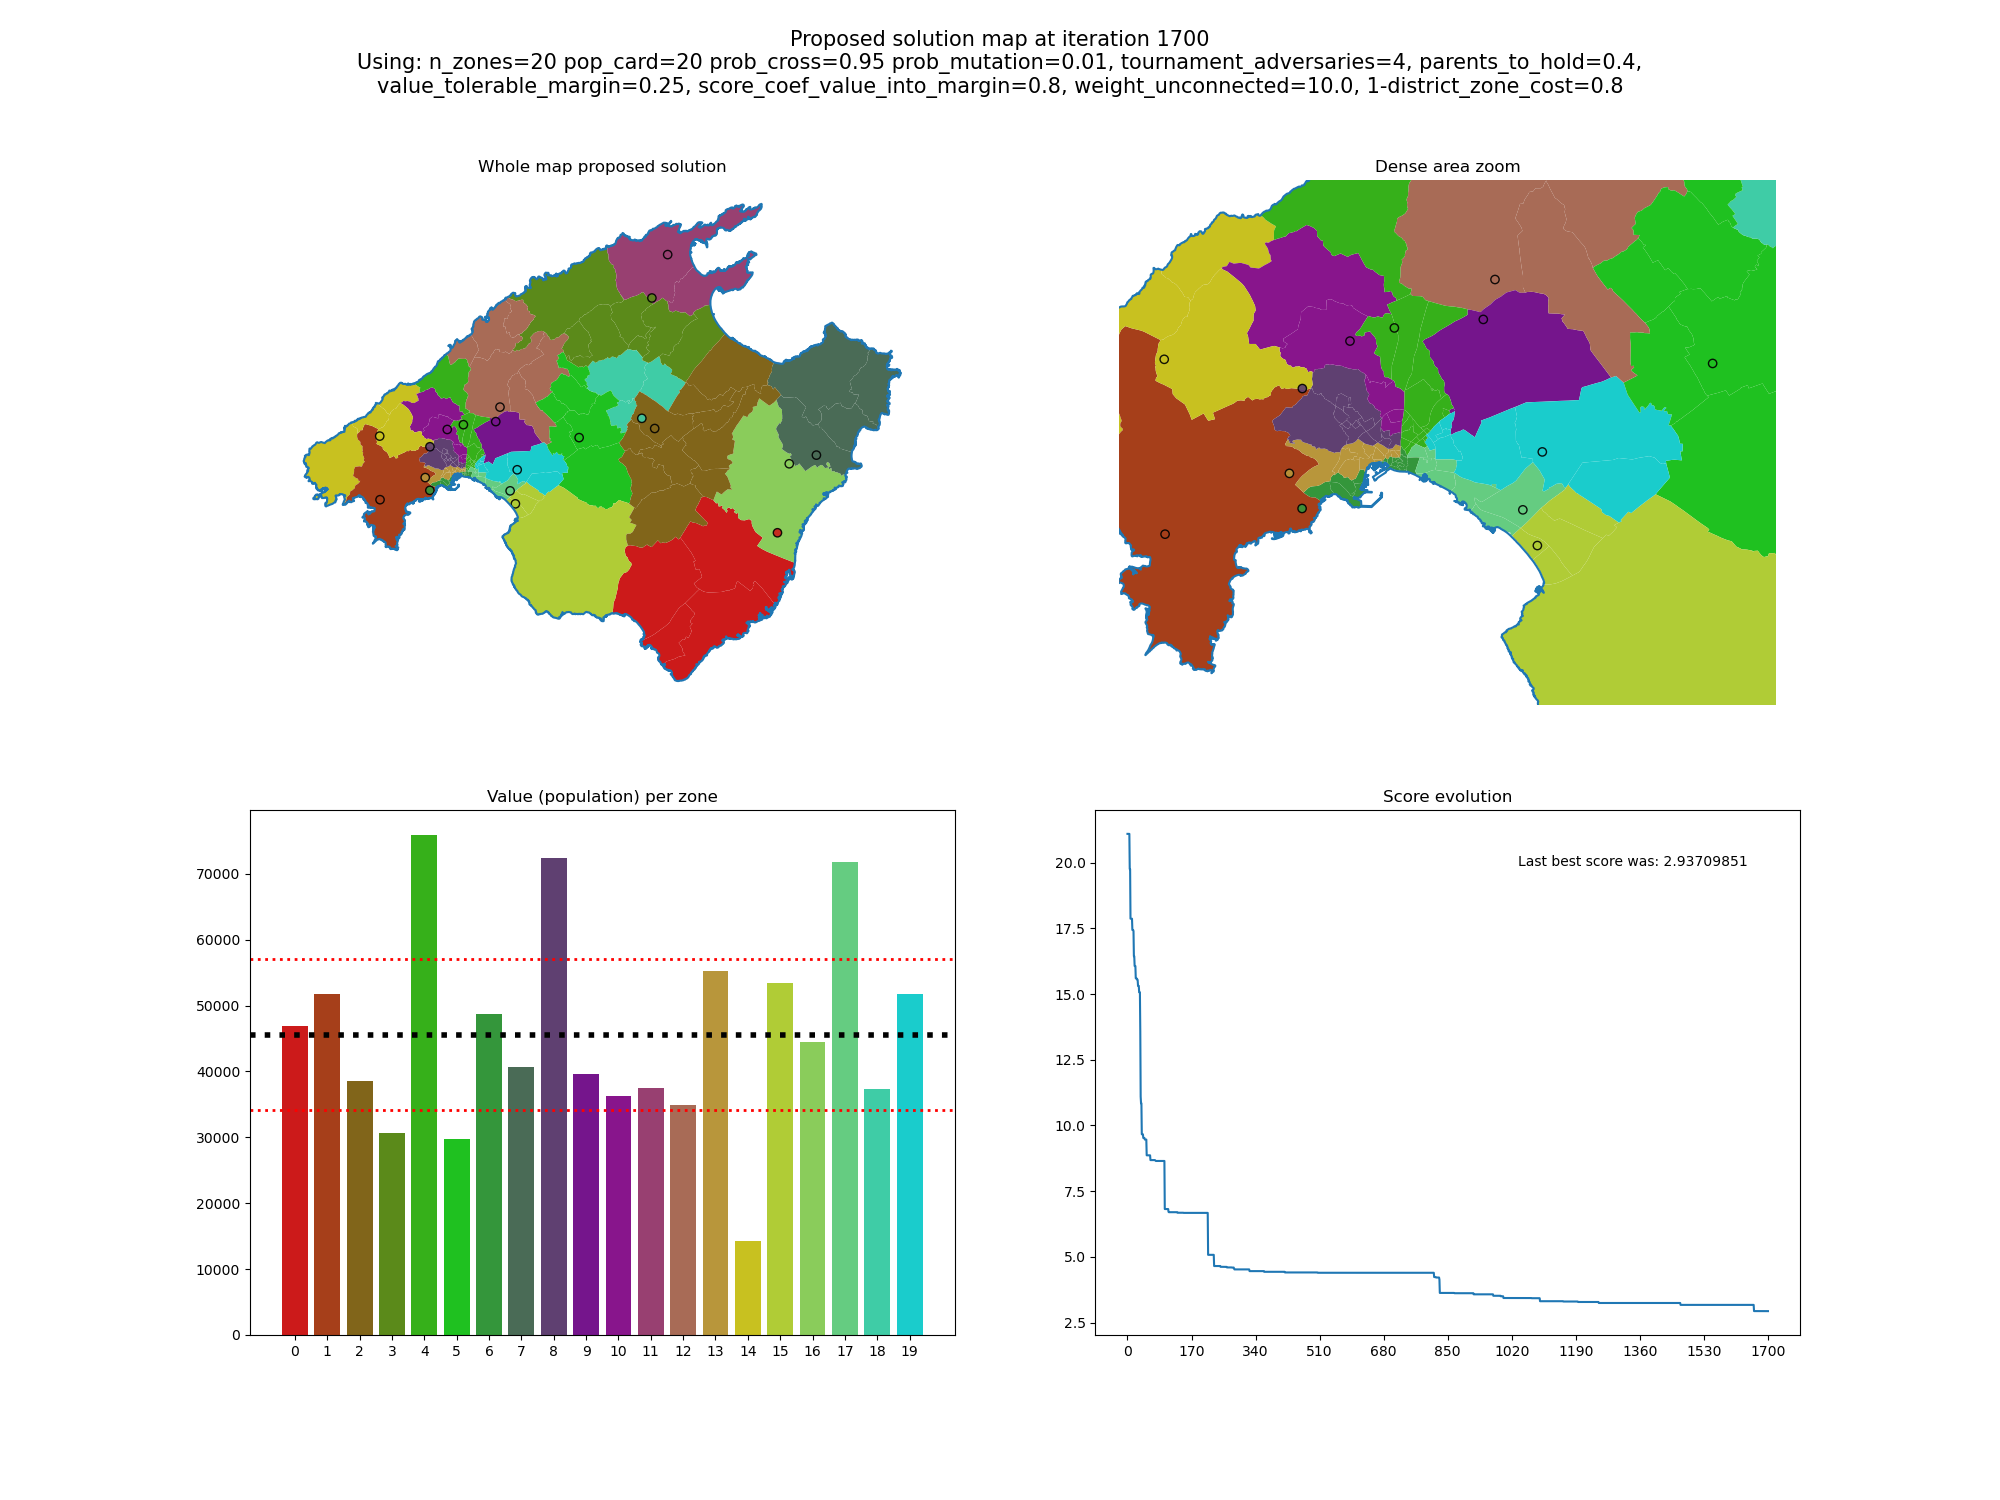 Proposed solution map at iteration 1700
Using: n_zones=20 pop_card=20 prob_cross=0.95 prob_mutation=0.01, tournament_adversaries=4, parents_to_hold=0.4,
value_tolerable_margin=0.25, score_coef_value_into_margin=0.8, weight_unconnected=10.0, 1-district_zone_cost=0.8
Whole map proposed solution
Dense area zoom
Value (population) per zone
70000
60000
50000
40000
30000
20000
10000
0
0 1 2 3 4 5 6 7 8 9 10 11 12 13 14 15 16 17 18 19
Score evolution
Last best score was: 2.93709851
20.0
17.5
15.0
12.5
10.0
7.5
5.0
2.5
0 170 340 510 680 850 1020 1190 1360 1530 1700